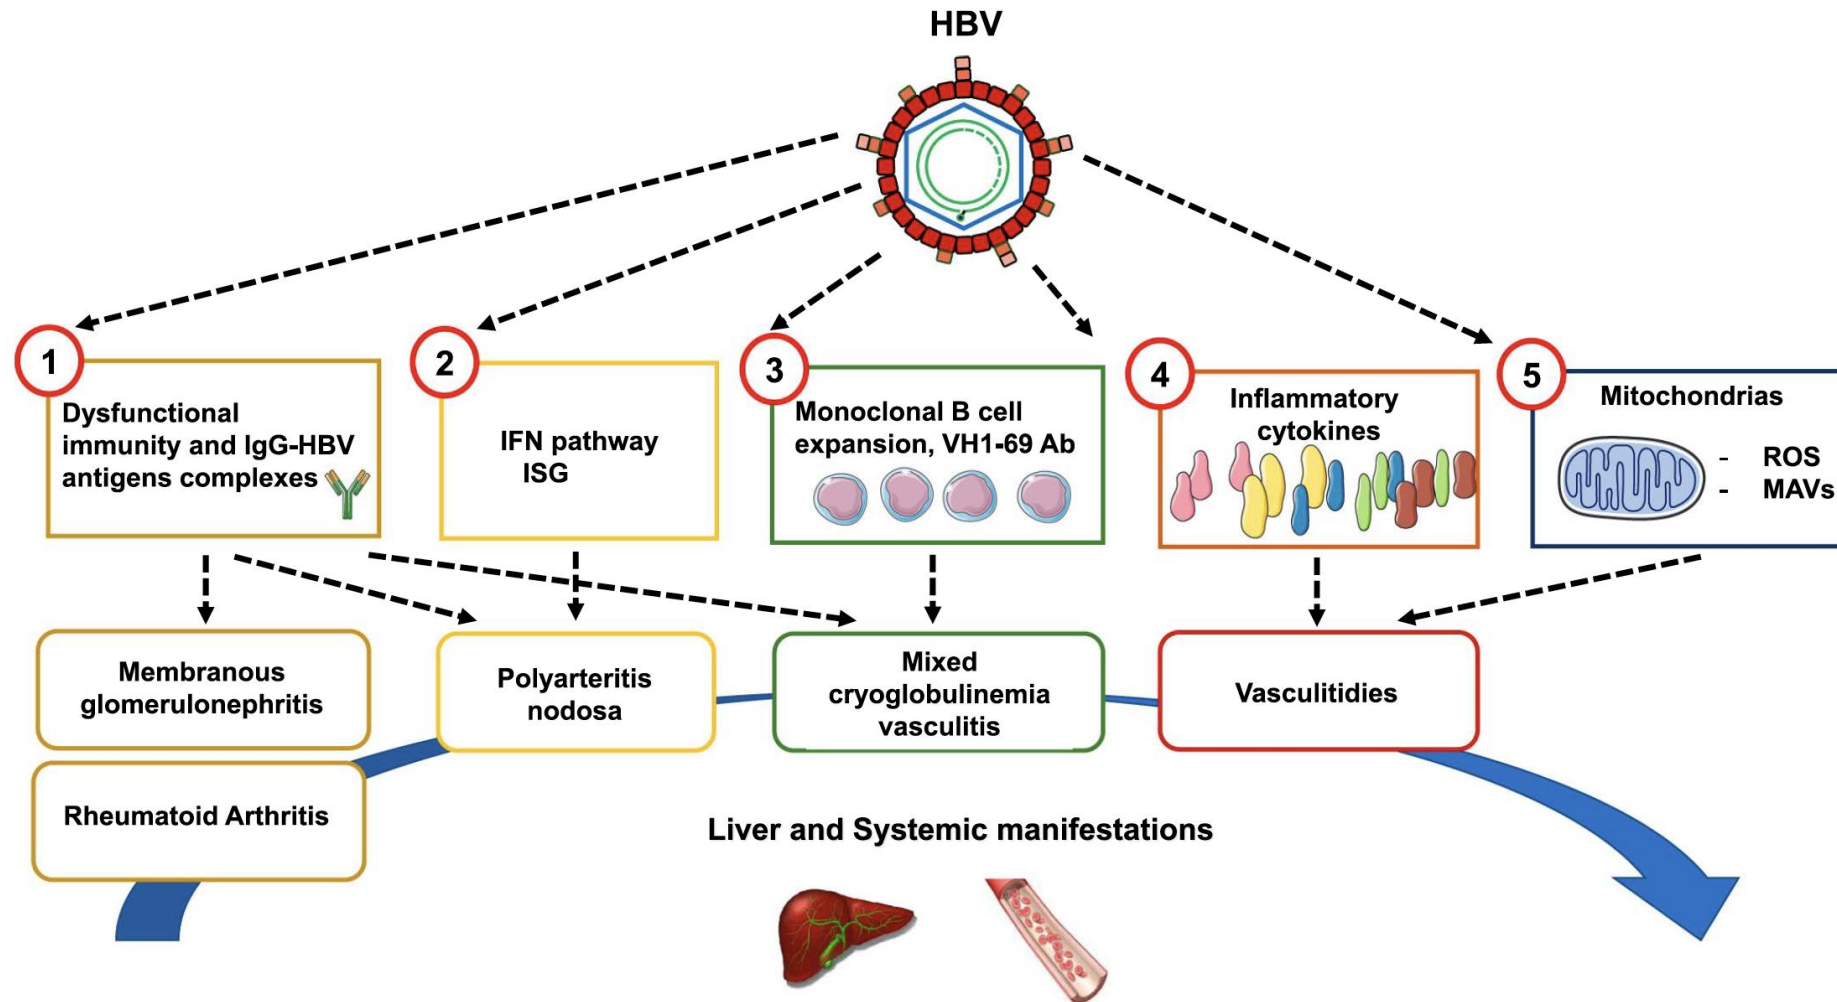 HBV
1
Dysfunctional
immunity and IgG-HBV
antigens complexes
2
IFN pathway
ISG
3
Monoclonal B cell
expansion, VH1-69 Ab
4
Inflammatory
cytokines
5
Mitochondrias
- ROS
- MAVs
Membranous
glomerulonephritis
Rheumatoid Arthritis
Polyarteritis
nodosa
Mixed
cryoglobulinemia
vasculitis
Vasculitidies
Liver and Systemic manifestations